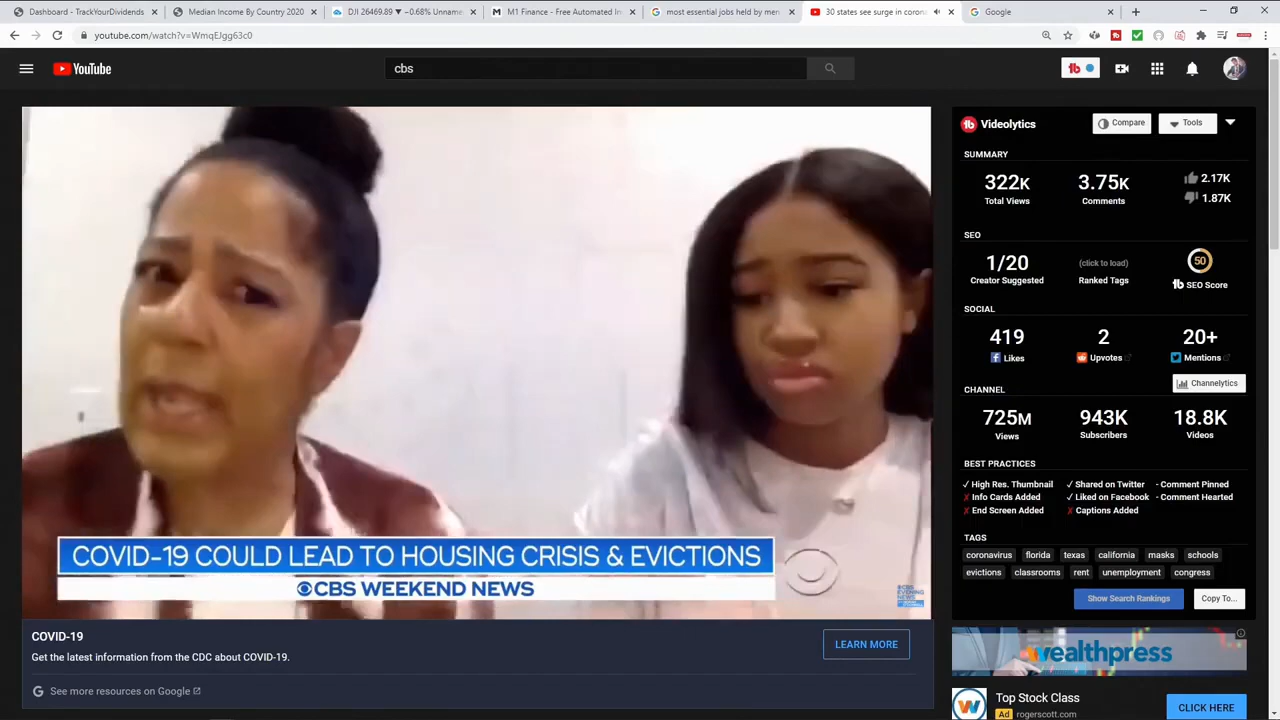 Dashboard - TrackYourDividends
Median Income By Country 2020
DJI 26469.89 ▼ −0.68% Unname
M1 Finance - Free Automated In
most essential jobs held by mer
30 states see surge in coron
Google
youtube.com/watch?v=WmqEJgg63c0
YouTube
cbs
COVID-19 COULD LEAD TO HOUSING CRISIS & EVICTIONS
CBS WEEKEND NEWS
CBS
EVENING
NEWS
COVID-19
Get the latest information from the CDC about COVID-19.
LEARN MORE
See more resources on Google
Videolytics
Compare
Tools
SUMMARY
322K
3.75K
2.17K
Total Views
Comments
1.87K
SEO
1/20
(click to load)
50
Creator Suggested
Ranked Tags
SEO Score
SOCIAL
419
2
20+
Likes
Upvotes
Mentions
Channelytics
CHANNEL
725M
943K
18.8K
Views
Subscribers
Videos
BEST PRACTICES
✓ High Res. Thumbnail ✓ Shared on Twitter - Comment Pinned
✗ Info Cards Added ✓ Liked on Facebook - Comment Hearted
✗ End Screen Added ✗ Captions Added
TAGS
coronavirus florida texas california masks schools
evictions classrooms rent unemployment congress
Show Search Rankings
Copy To...
wealthpress
Top Stock Class
Ad rogerscott.com
CLICK HERE